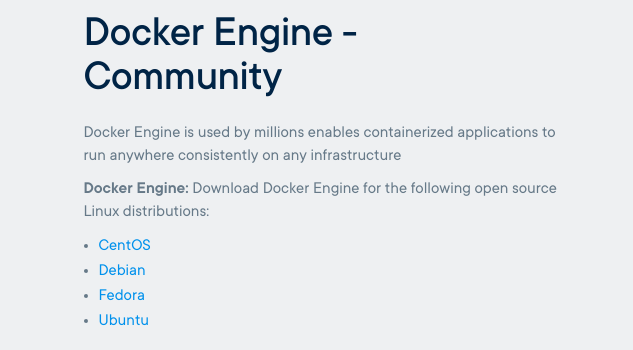 Docker Engine -
Community
Docker Engine is used by millions enables containerized applications to
run anywhere consistently on any infrastructure
Docker Engine: Download Docker Engine for the following open source
Linux distributions:
• CentOS
• Debian
• Fedora
• Ubuntu